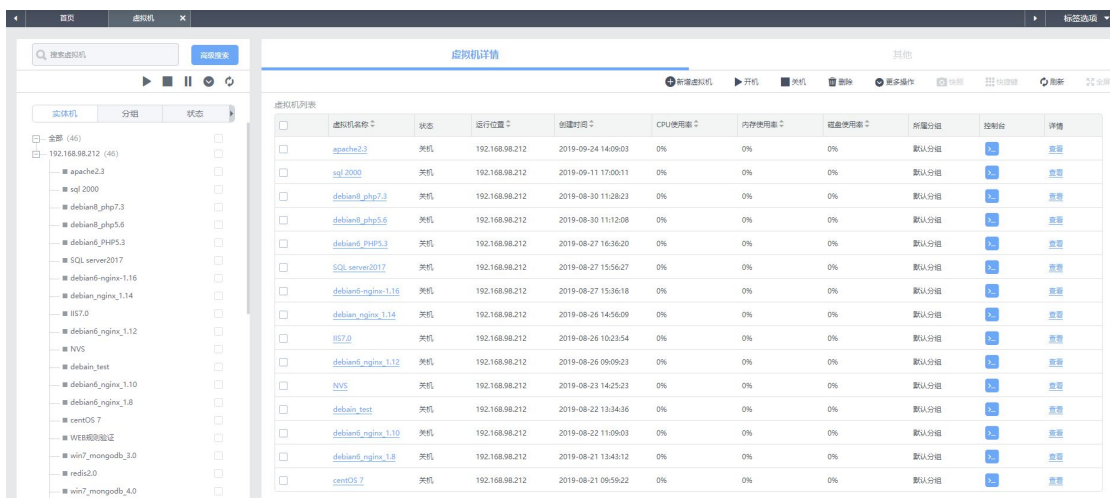 首页 虚拟机 × 标签选项
搜索虚拟机 高级搜索
虚拟机详情 其他
新增虚拟机 开机 关机 删除 更多操作 快照 快捷键 刷新 全屏
实体机 分组 状态
全部 (46)
192.168.98.212 (46)
apache2.3
sql 2000
debian8_php7.3
debian8_php5.6
debian6_PHP5.3
SQL server2017
debian6-nginx-1.16
debian_nginx_1.14
IIS7.0
debian6_nginx_1.12
NVS
debain_test
debian6_nginx_1.10
debian6_nginx_1.8
centOS 7
WEB规则验证
win7_mongodb_3.0
redis2.0
win7_mongodb_4.0
虚拟机列表
虚拟机名称 状态 运行位置 创建时间 CPU使用率 内存使用率 磁盘使用率 所属分组 控制台 详情
apache2.3 关机 192.168.98.212 2019-09-24 14:09:03 0% 0% 0% 默认分组 >_ 查看
sql 2000 关机 192.168.98.212 2019-09-11 17:00:11 0% 0% 0% 默认分组 >_ 查看
debian8_php7.3 关机 192.168.98.212 2019-08-30 11:28:23 0% 0% 0% 默认分组 >_ 查看
debian8_php5.6 关机 192.168.98.212 2019-08-30 11:12:08 0% 0% 0% 默认分组 >_ 查看
debian6_PHP5.3 关机 192.168.98.212 2019-08-27 16:36:20 0% 0% 0% 默认分组 >_ 查看
SQL server2017 关机 192.168.98.212 2019-08-27 15:56:27 0% 0% 0% 默认分组 >_ 查看
debian6-nginx-1.16 关机 192.168.98.212 2019-08-27 15:36:18 0% 0% 0% 默认分组 >_ 查看
debian_nginx_1.14 关机 192.168.98.212 2019-08-26 14:56:09 0% 0% 0% 默认分组 >_ 查看
IIS7.0 关机 192.168.98.212 2019-08-26 10:23:54 0% 0% 0% 默认分组 >_ 查看
debian6_nginx_1.12 关机 192.168.98.212 2019-08-26 09:09:23 0% 0% 0% 默认分组 >_ 查看
NVS 关机 192.168.98.212 2019-08-23 14:25:23 0% 0% 0% 默认分组 >_ 查看
debain_test 关机 192.168.98.212 2019-08-22 13:34:36 0% 0% 0% 默认分组 >_ 查看
debian6_nginx_1.10 关机 192.168.98.212 2019-08-22 11:09:03 0% 0% 0% 默认分组 >_ 查看
debian6_nginx_1.8 关机 192.168.98.212 2019-08-21 13:43:12 0% 0% 0% 默认分组 >_ 查看
centOS 7 关机 192.168.98.212 2019-08-21 09:59:22 0% 0% 0% 默认分组 >_ 查看